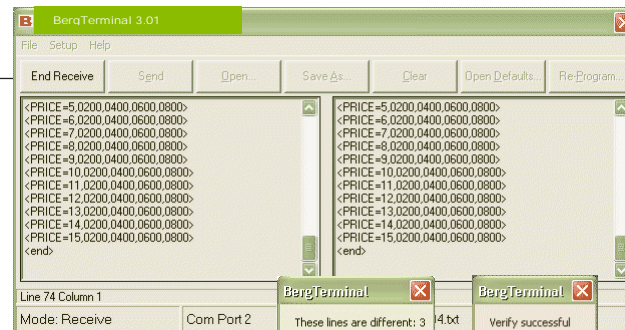 B BergTerminal 3.01
File Setup Help
End Receive Send Open... Save As... Clear Open Defaults... Re-Program...
<PRICE=5,0200,0400,0600,0800>
<PRICE=6,0200,0400,0600,0800>
<PRICE=7,0200,0400,0600,0800>
<PRICE=8,0200,0400,0600,0800>
<PRICE=9,0200,0400,0600,0800>
<PRICE=10,0200,0400,0600,0800>
<PRICE=11,0200,0400,0600,0800>
<PRICE=12,0200,0400,0600,0800>
<PRICE=13,0200,0400,0600,0800>
<PRICE=14,0200,0400,0600,0800>
<PRICE=15,0200,0400,0600,0800>
<end>
<PRICE=5,0200,0400,0600,0800>
<PRICE=6,0200,0400,0600,0800>
<PRICE=7,0200,0400,0600,0800>
<PRICE=8,0200,0400,0600,0800>
<PRICE=9,0200,0400,0600,0800>
<PRICE=10,0200,0400,0600,0800>
<PRICE=11,0200,0400,0600,0800>
<PRICE=12,0200,0400,0600,0800>
<PRICE=13,0200,0400,0600,0800>
<PRICE=14,0200,0400,0600,0800>
<PRICE=15,0200,0400,0600,0800>
<end>
Line 74 Column 1
Mode: Receive Com Port 2 4.txt
BergTerminal
These lines are different: 3
BergTerminal
Verify successful